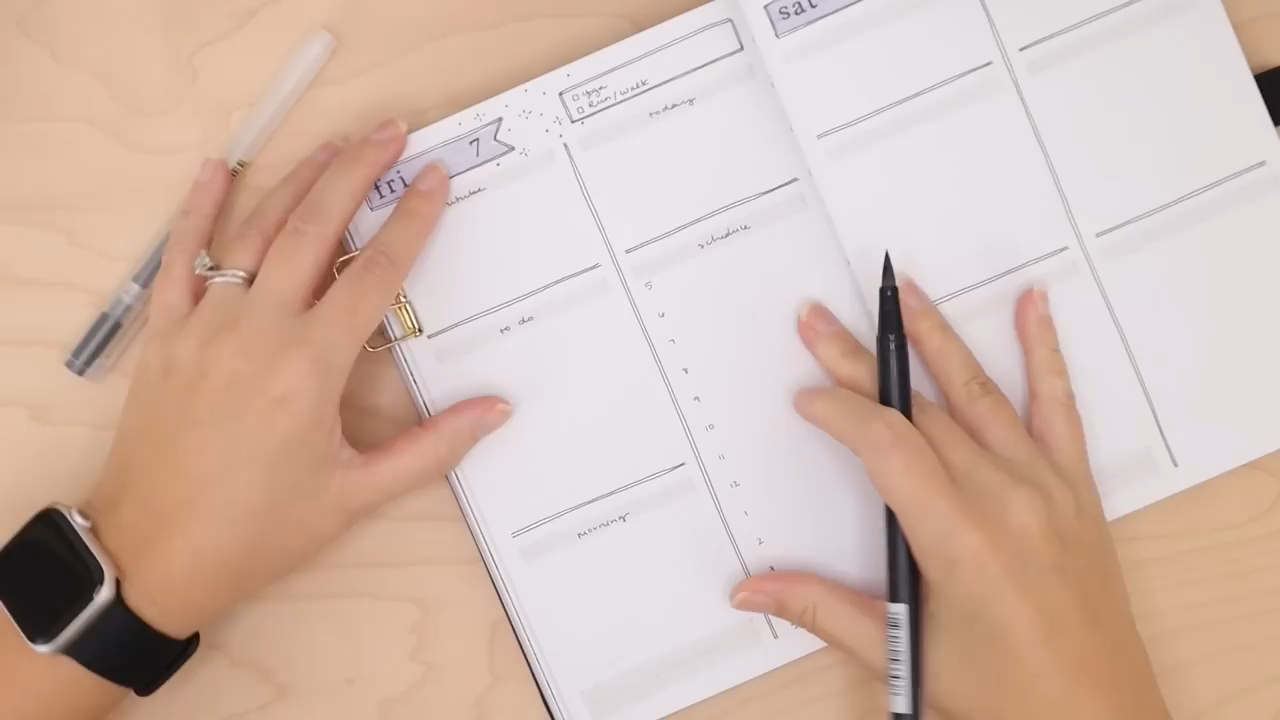 fri 7
to do
morning
□ Yoga
□ Run/Walk
today
schedule
5
6
7
8
9
10
11
12
1
2
3
sat